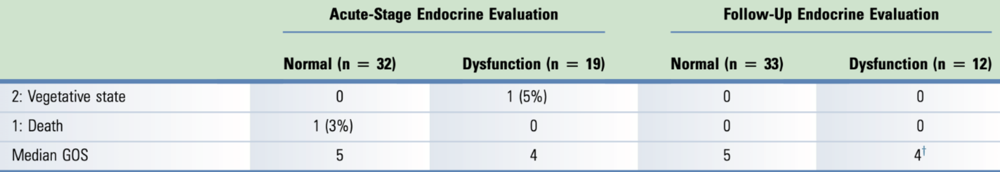 Acute-Stage Endocrine Evaluation Follow-Up Endocrine Evaluation
Normal (n = 32) Dysfunction (n = 19) Normal (n = 33) Dysfunction (n = 12)
2: Vegetative state 0 1 (5%) 0 0
1: Death 1 (3%) 0 0 0
Median GOS 5 4 5 4†